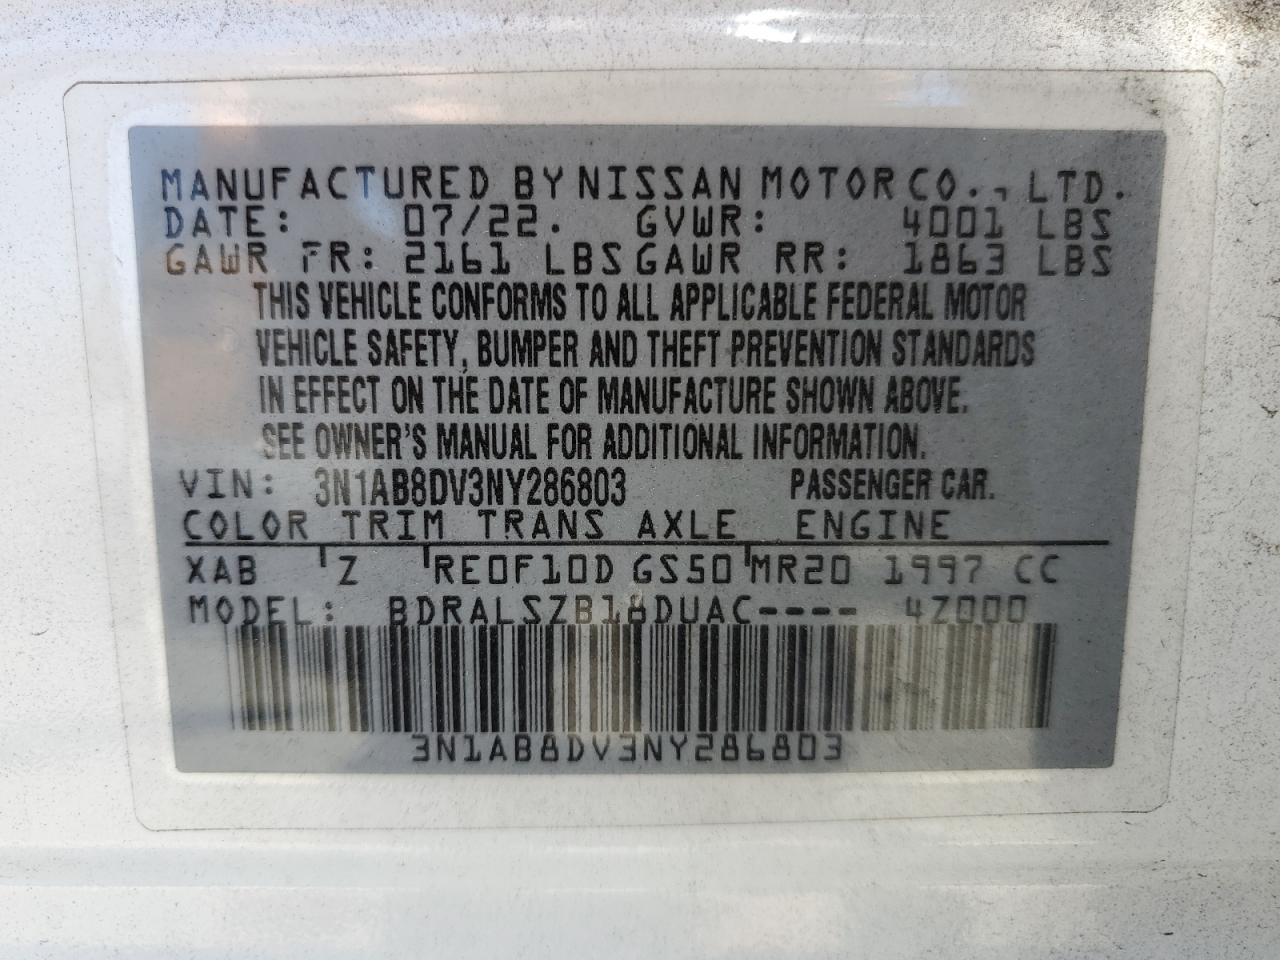 MANUFACTURED BY NISSAN MOTOR CO., LTD.
DATE: 07/22. GVWR: 4001 LBS
GAWR FR: 2161 LBS GAWR RR: 1863 LBS
THIS VEHICLE CONFORMS TO ALL APPLICABLE FEDERAL MOTOR
VEHICLE SAFETY, BUMPER AND THEFT PREVENTION STANDARDS
IN EFFECT ON THE DATE OF MANUFACTURE SHOWN ABOVE.
SEE OWNER'S MANUAL FOR ADDITIONAL INFORMATION.
VIN: 3N1AB8DV3NY286803 PASSENGER CAR.
COLOR TRIM TRANS AXLE ENGINE
XAB Z RE0F10D GS50 MR20 1997 CC
MODEL: BDRALSZB18DUAC---- 4Z000
3N1AB8DV3NY286803